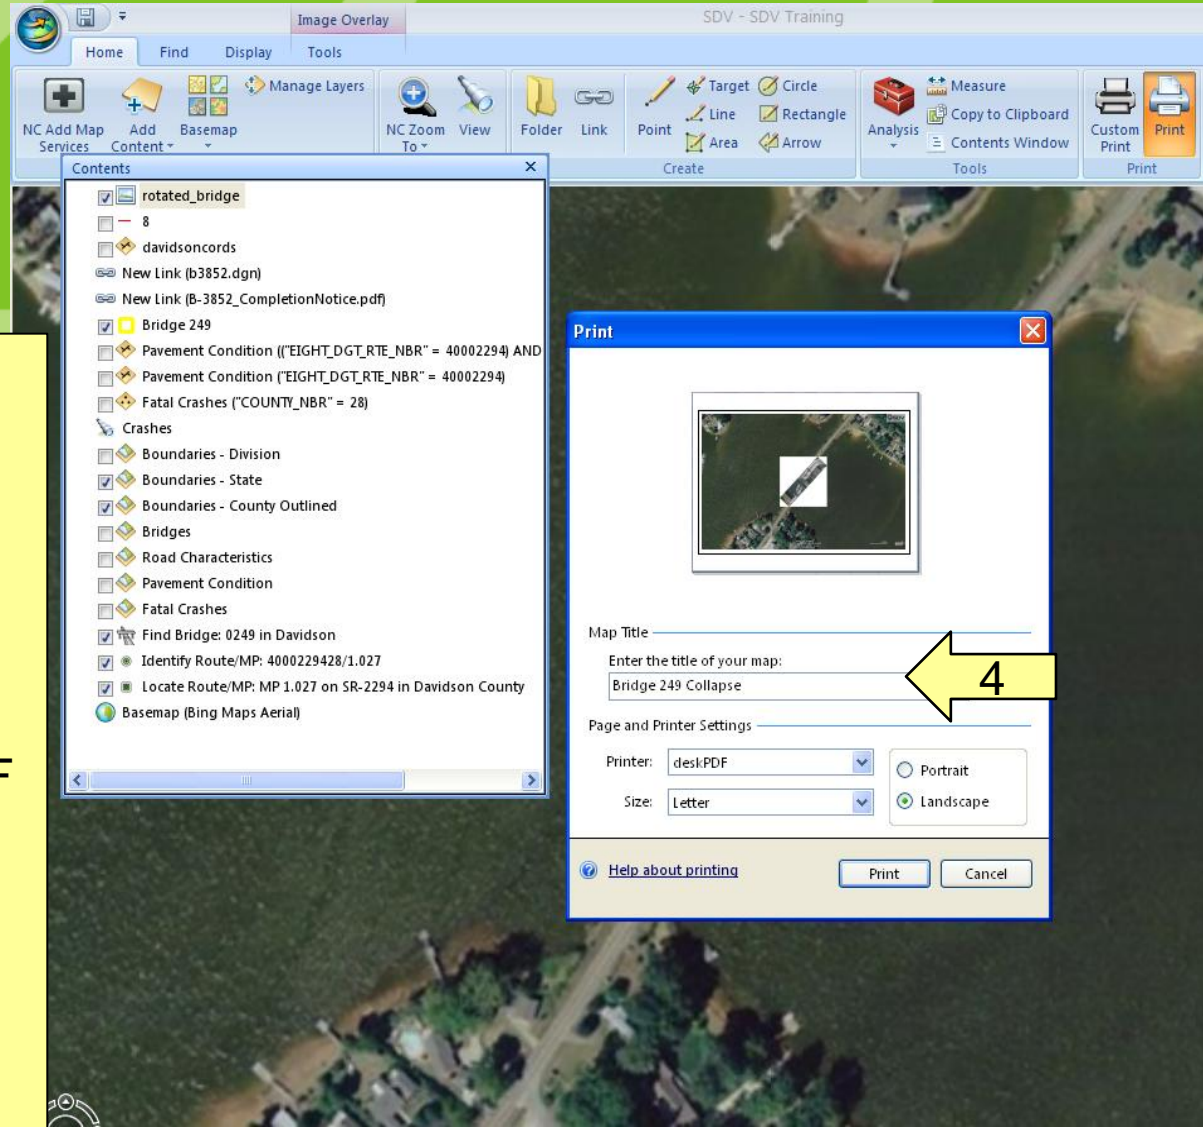 Image Overlay
SDV - SDV Training
Home Find Display Tools
NC Add Map Services
Add Content
Basemap
Manage Layers
NC Zoom To
View
Folder
Link
Point
Target
Line
Area
Circle
Rectangle
Arrow
Create
Analysis
Measure
Copy to Clipboard
Contents Window
Tools
Custom Print
Print
Print
Contents
rotated_bridge
8
davidsoncords
New Link (b3852.dgn)
New Link (B-3852_CompletionNotice.pdf)
Bridge 249
Pavement Condition (("EIGHT_DGT_RTE_NBR" = 40002294) AND
Pavement Condition ("EIGHT_DGT_RTE_NBR" = 40002294)
Fatal Crashes ("COUNTY_NBR" = 28)
Crashes
Boundaries - Division
Boundaries - State
Boundaries - County Outlined
Bridges
Road Characteristics
Pavement Condition
Fatal Crashes
Find Bridge: 0249 in Davidson
Identify Route/MP: 4000229428/1.027
Locate Route/MP: MP 1.027 on SR-2294 in Davidson County
Basemap (Bing Maps Aerial)
Print
Map Title
Enter the title of your map:
Bridge 249 Collapse
4
Page and Printer Settings
Printer: deskPDF
Size: Letter
Portrait
Landscape
Help about printing
Print
Cancel